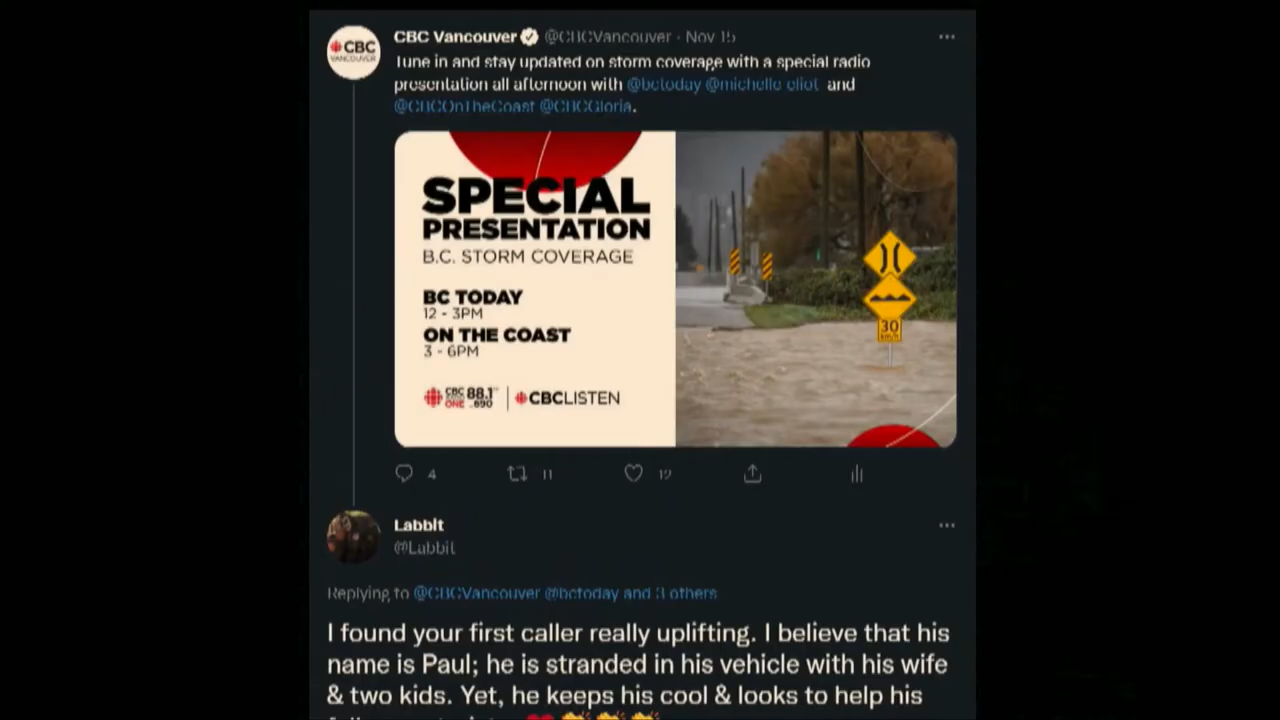 CBC Vancouver @CBCVancouver · Nov 15
CBC
VANCOUVER
Tune in and stay updated on storm coverage with a special radio
presentation all afternoon with @bctoday @michelle_eliot and
@CBCOnTheCoast @CBCGloria.
SPECIAL
PRESENTATION
B.C. STORM COVERAGE
BC TODAY
12 - 3PM
ON THE COAST
3 - 6PM
CBC 88.1
ONE 690
CBCLISTEN
30
km/h
4 11 12
Labbit
@Labbit
Replying to @CBCVancouver @bctoday and 3 others
I found your first caller really uplifting. I believe that his
name is Paul; he is stranded in his vehicle with his wife
& two kids. Yet, he keeps his cool & looks to help his